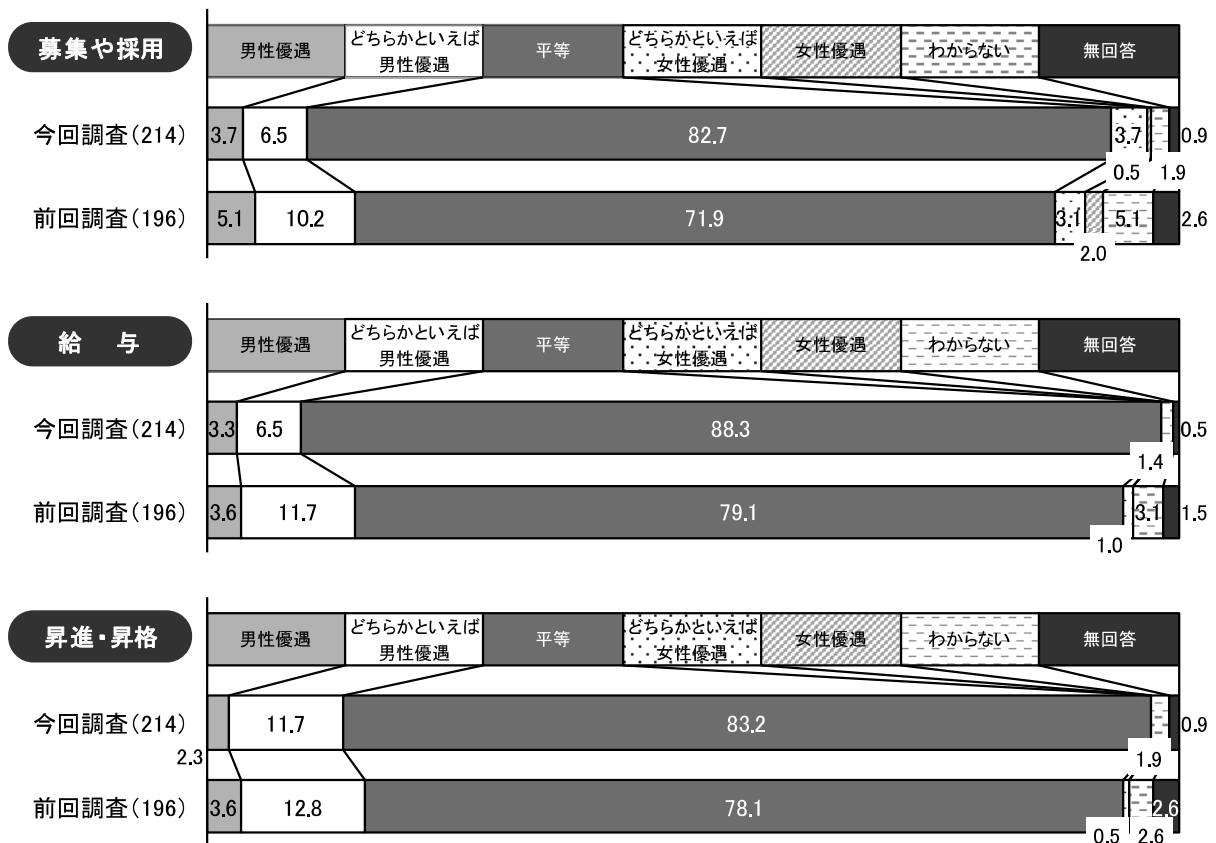 募集や採用
男性優遇
どちらかといえば
男性優遇
平等
どちらかといえば
女性優遇
女性優遇
わからない
無回答
今回調査(214)
3.7
6.5
82.7
3.7
0.5
1.9
0.9
前回調査(196)
5.1
10.2
71.9
3.1
2.0
5.1
2.6
給 与
男性優遇
どちらかといえば
男性優遇
平等
どちらかといえば
女性優遇
女性優遇
わからない
無回答
今回調査(214)
3.3
6.5
88.3
1.4
0.5
前回調査(196)
3.6
11.7
79.1
1.0
3.1
1.5
昇進・昇格
男性優遇
どちらかといえば
男性優遇
平等
どちらかといえば
女性優遇
女性優遇
わからない
無回答
今回調査(214)
2.3
11.7
83.2
1.9
0.9
前回調査(196)
3.6
12.8
78.1
0.5
2.6
2.6